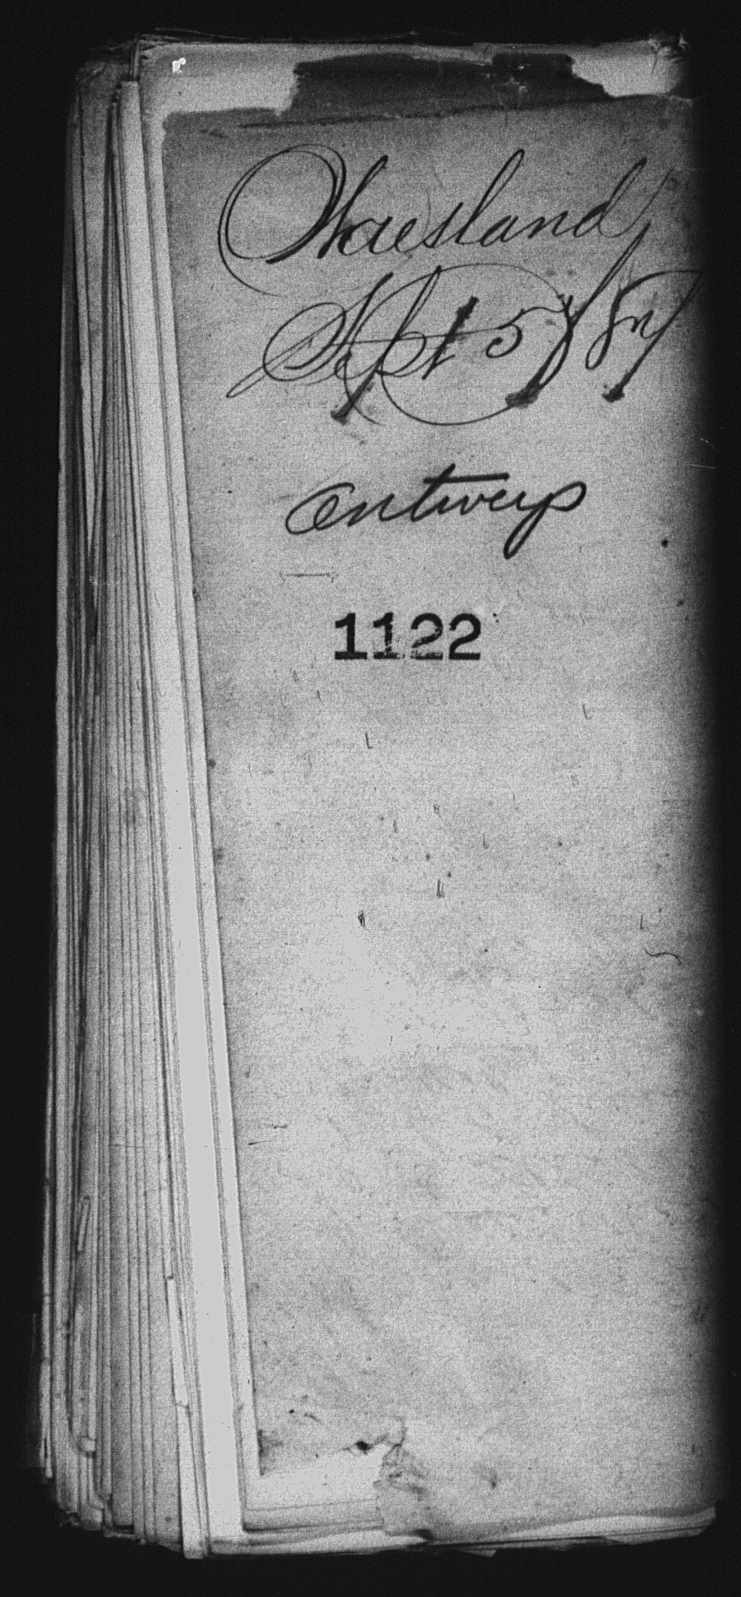 Waesland
Sept 5/87
Antwerp
1122